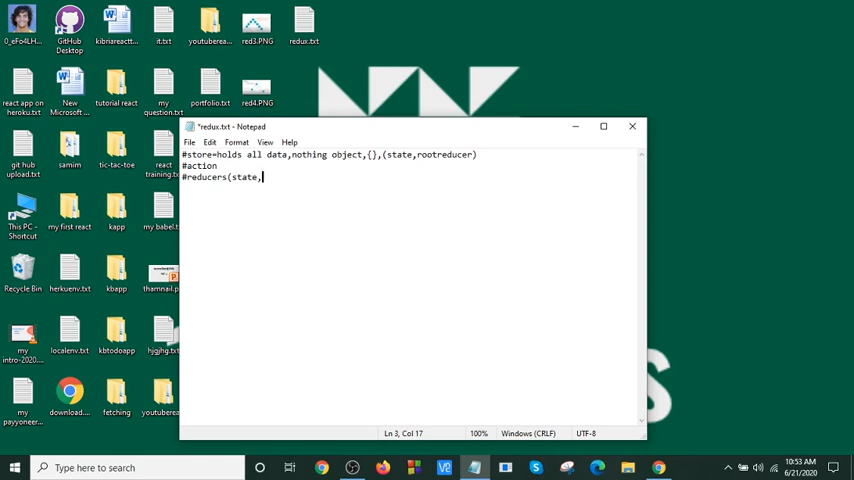 0_eFo4LH...
GitHub
Desktop
kibriareactt...
it.txt
youtuberea...
red3.PNG
redux.txt
react app on
heroku.txt
New
Microsoft ...
tutorial react
my
question.txt
portfolio.txt
red4.PNG
*redux.txt - Notepad
File Edit Format View Help
#store=holds all data,nothing object,{},(state,rootreducer)
#action
#reducers(state,
git hub
upload.txt
samim
tic-tac-toe
react
training.txt
This PC -
Shortcut
my first react
kapp
my babel.t
Recycle Bin
herkuenv.txt
kbapp
thamnail.p
my
intro-2020....
localenv.txt
kbtodoapp
hjgjhg.txt
my
payyoneer...
download....
fetching
youtuberea
Ln 3, Col 17 100% Windows (CRLF) UTF-8
Type here to search
10:53 AM
6/21/2020